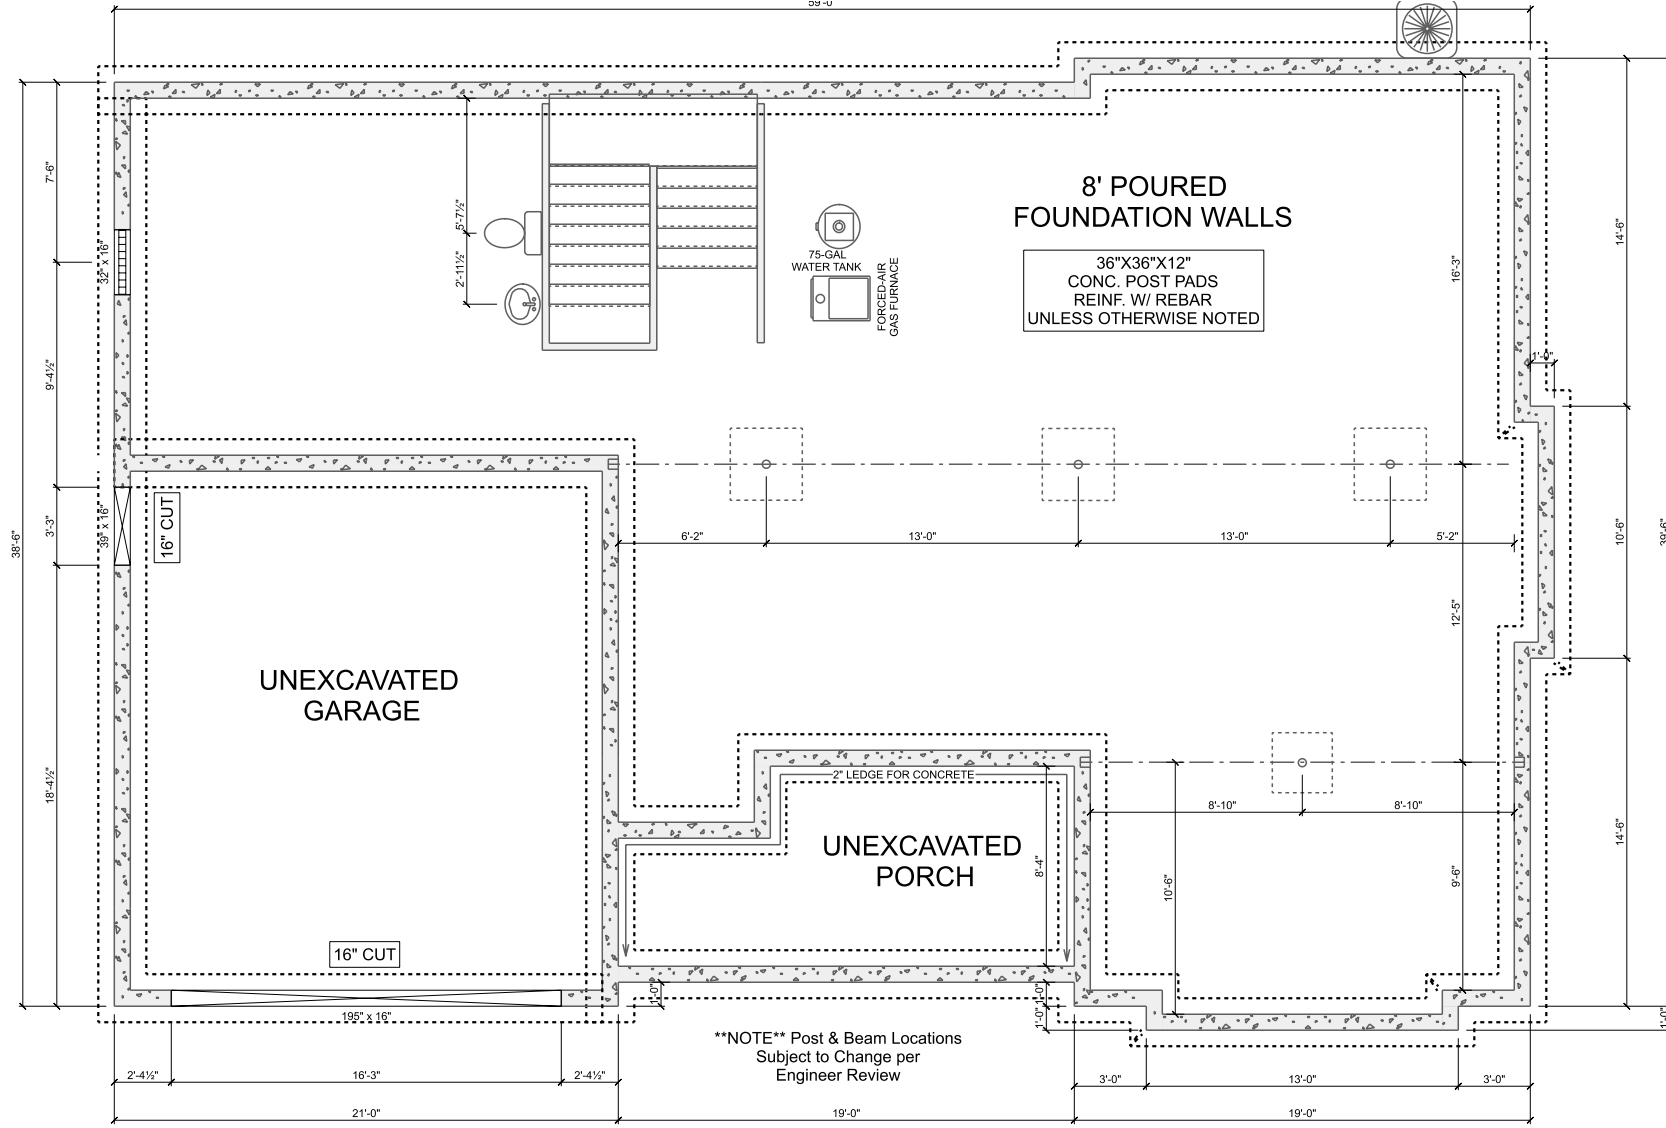 59'-0"
7'-6"
32" x 16"
9'-4½"
38'-6"
3'-3"
39" x 16"
16" CUT
18'-4½"
5'-7½"
2'-11½"
75-GAL
WATER TANK
FORCED-AIR
GAS FURNACE
8' POURED
FOUNDATION WALLS
36"X36"X12"
CONC. POST PADS
REINF. W/ REBAR
UNLESS OTHERWISE NOTED
16'-3"
14'-6"
1'-0"
6'-2"
13'-0"
13'-0"
5'-2"
10'-6"
39'-6"
12'-5"
UNEXCAVATED
GARAGE
2" LEDGE FOR CONCRETE
8'-10"
8'-10"
UNEXCAVATED
PORCH
8'-4"
10'-6"
9'-6"
14'-6"
16" CUT
195" x 16"
1'-0"
1'-0"
1'-0"
1'-0"
**NOTE** Post & Beam Locations
Subject to Change per
Engineer Review
2'-4½"
16'-3"
2'-4½"
3'-0"
13'-0"
3'-0"
21'-0"
19'-0"
19'-0"